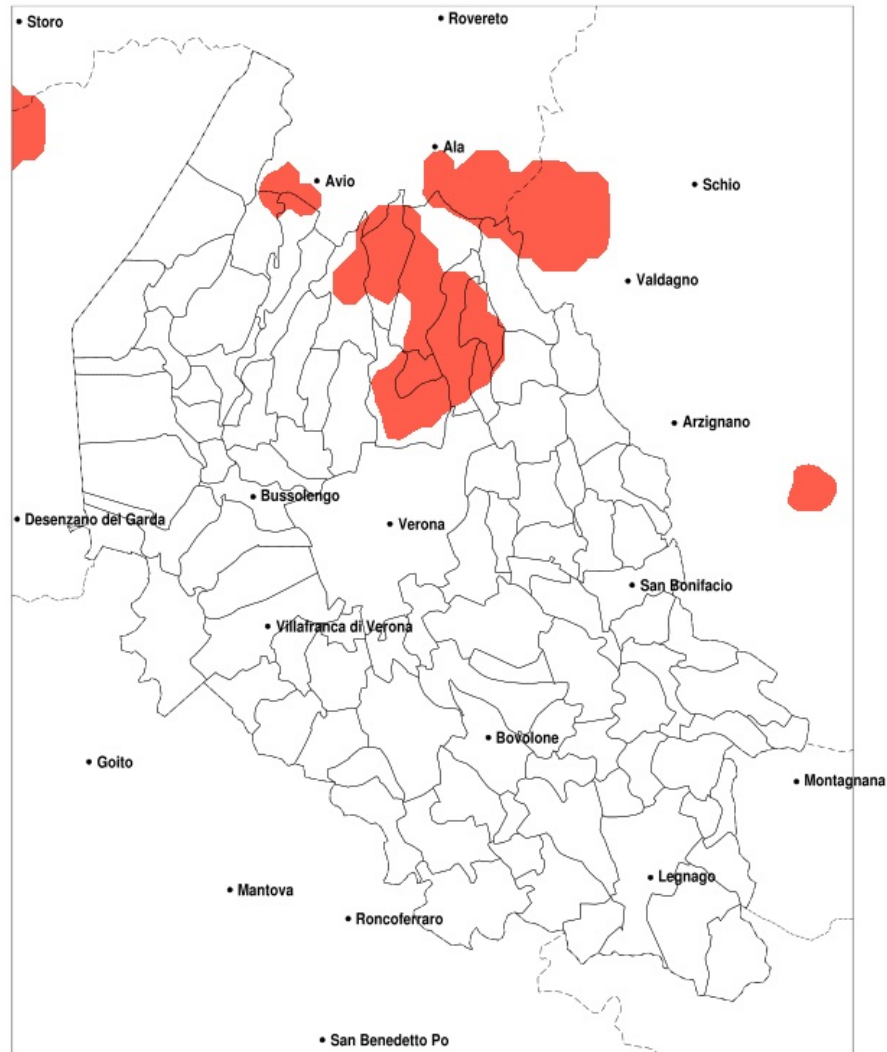 Storo
Rovereto
Ala
Avio
Schio
Valdagno
Arzignano
Bussolengo
Desenzano del Garda
Verona
San Bonifacio
Villafranca di Verona
Bovolone
Goito
Montagnana
Legnago
Mantova
Roncoferraro
San Benedetto Po